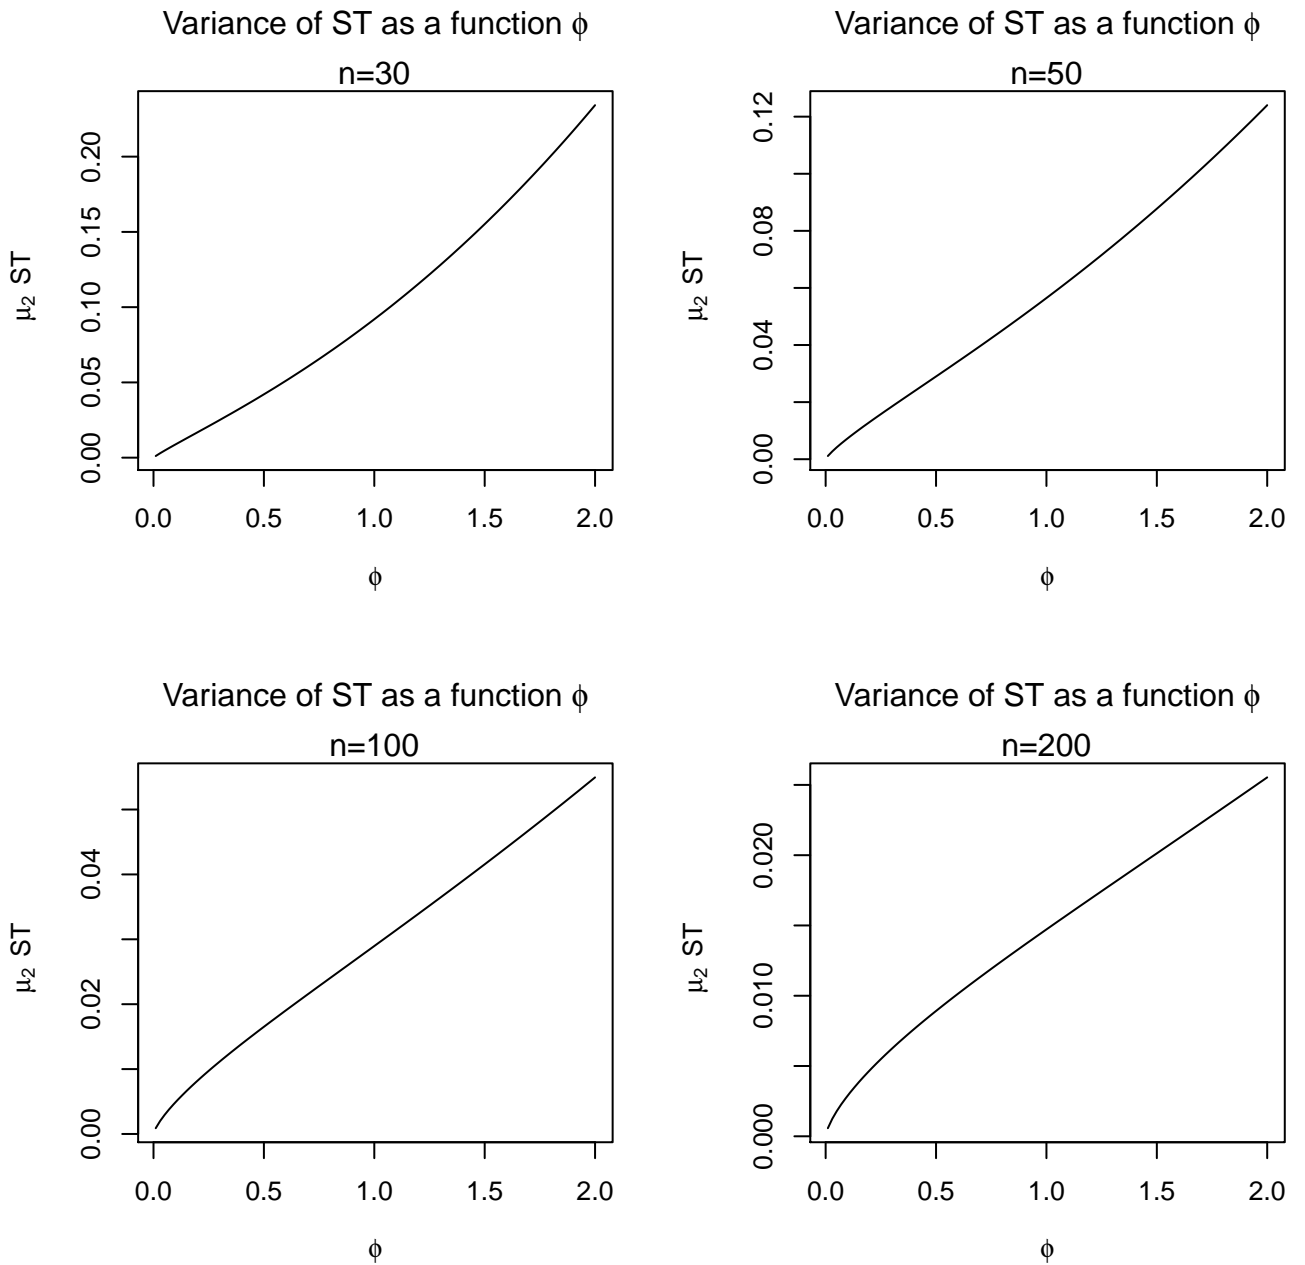 Variance of ST as a function ϕ
n=30
0.20
0.15
0.10
0.05
0.00
μ₂ ST
0.0 0.5 1.0 1.5 2.0
ϕ
Variance of ST as a function ϕ
n=50
0.12
0.08
0.04
0.00
μ₂ ST
0.0 0.5 1.0 1.5 2.0
ϕ
Variance of ST as a function ϕ
n=100
0.04
0.02
0.00
μ₂ ST
0.0 0.5 1.0 1.5 2.0
ϕ
Variance of ST as a function ϕ
n=200
0.020
0.010
0.000
μ₂ ST
0.0 0.5 1.0 1.5 2.0
ϕ